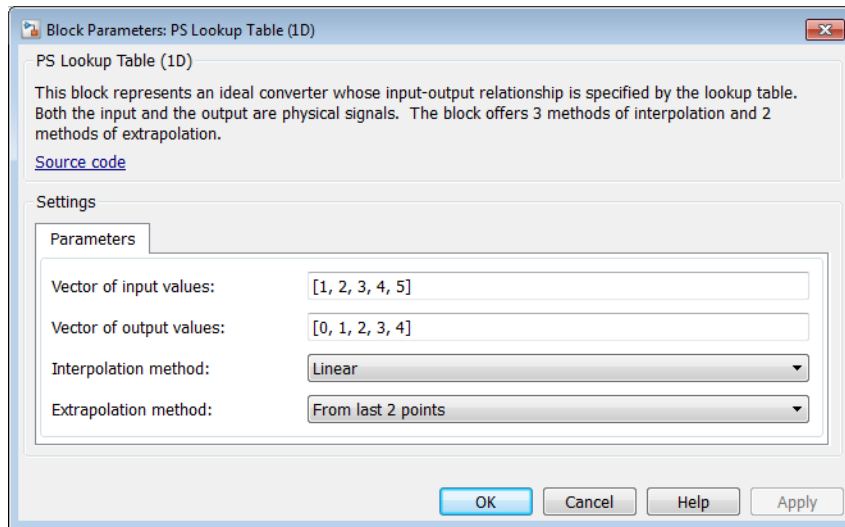 Block Parameters: PS Lookup Table (1D)
PS Lookup Table (1D)
This block represents an ideal converter whose input-output relationship is specified by the lookup table.
Both the input and the output are physical signals.  The block offers 3 methods of interpolation and 2
methods of extrapolation.
Source code
Settings
Parameters
Vector of input values: [1, 2, 3, 4, 5]
Vector of output values: [0, 1, 2, 3, 4]
Interpolation method: Linear
Extrapolation method: From last 2 points
OK Cancel Help Apply